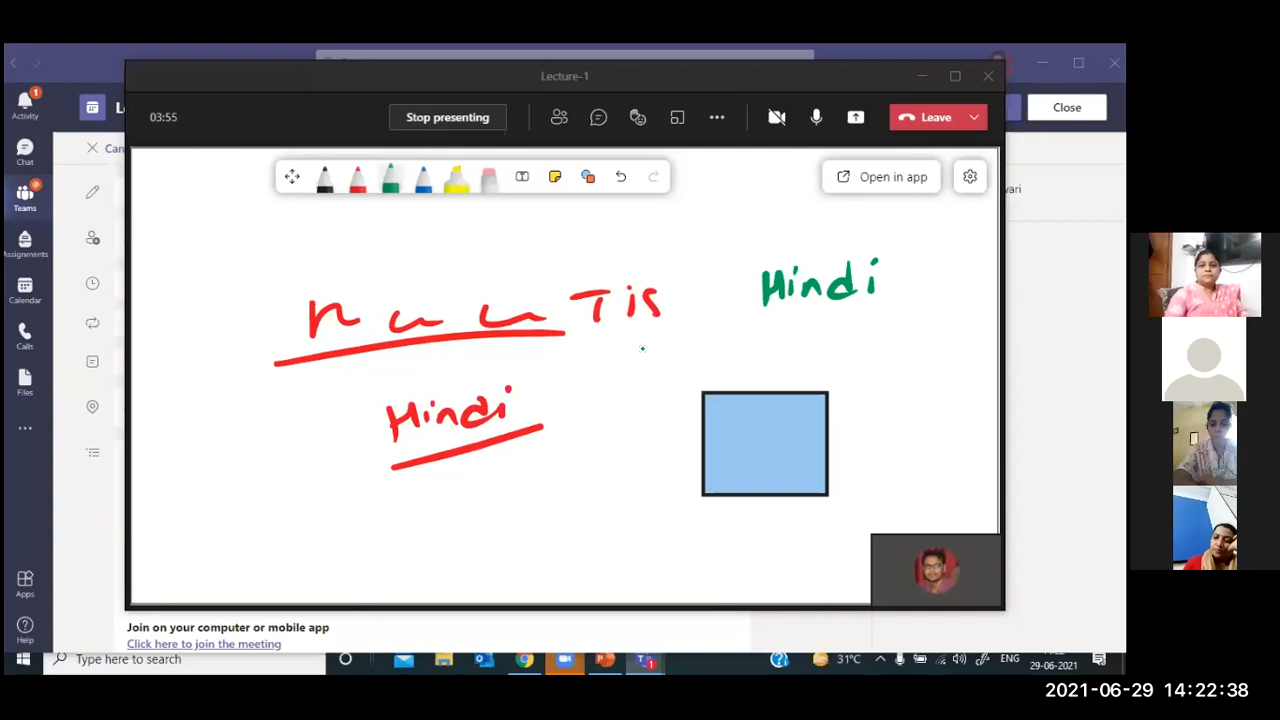 Lecture-1
03:55
Stop presenting
Leave
Close
Activity
Chat
Teams
Assignments
Calendar
Calls
Files
Apps
Help
Open in app
T is
Hindi
Hindi
Join on your computer or mobile app
Click here to join the meeting
Type here to search
31°C
ENG
29-06-2021
2021-06-29 14:22:38